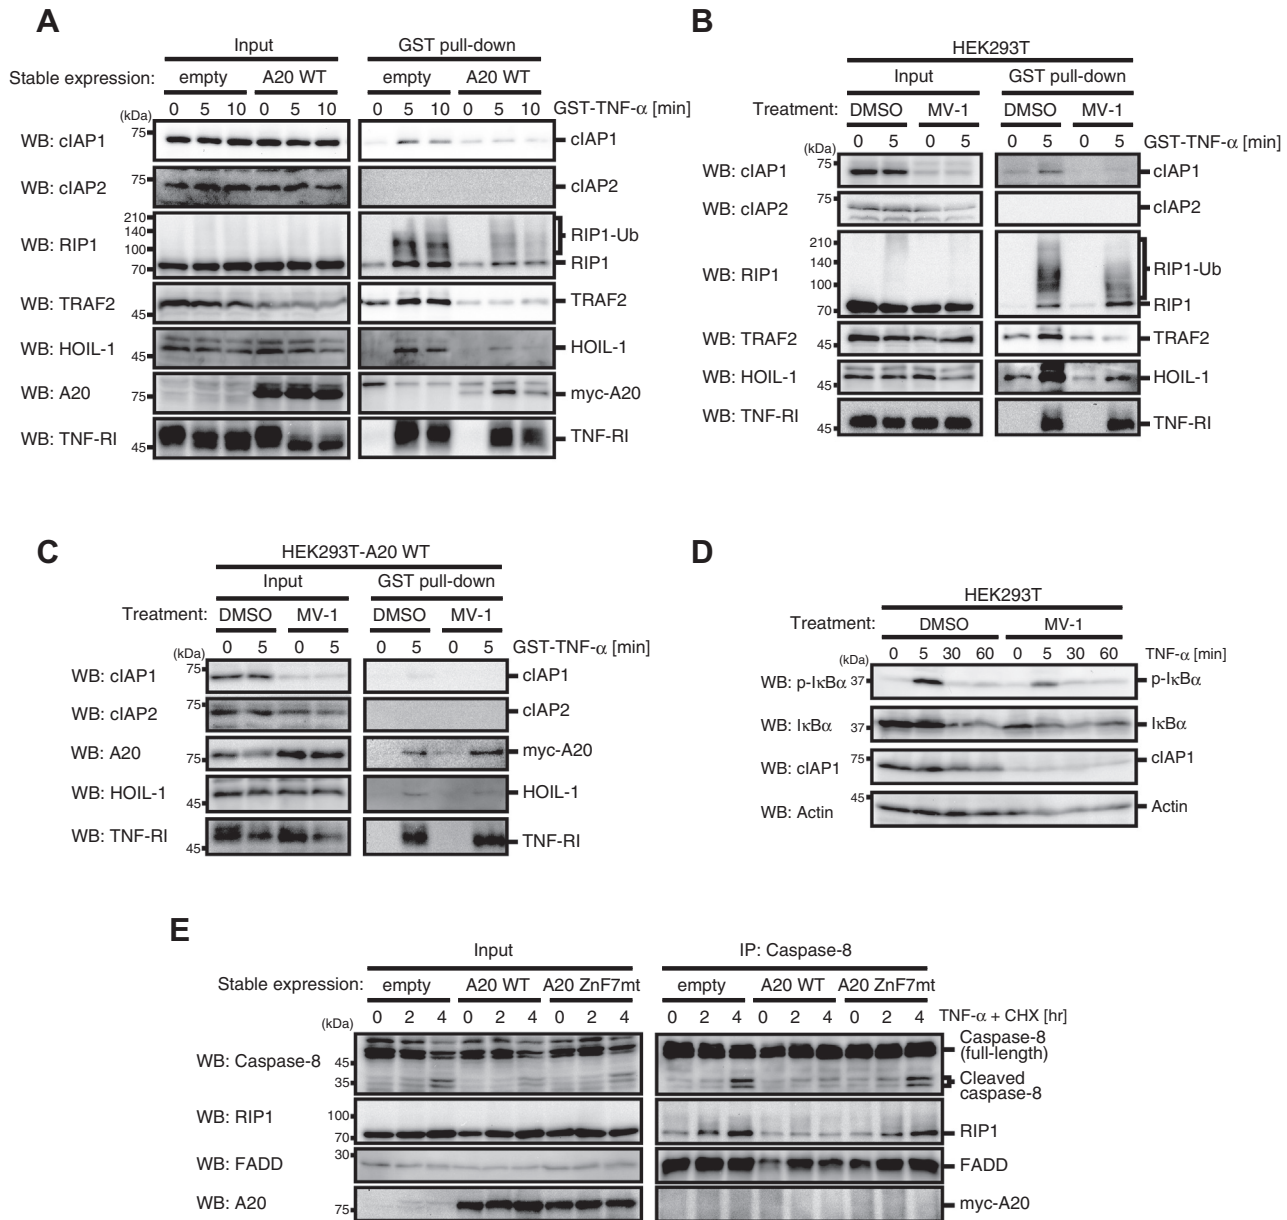 A
Input GST pull-down
Stable expression: empty A20 WT empty A20 WT
(kDa) 0 5 10 0 5 10 0 5 10 0 5 10 GST-TNF-α [min]
WB: cIAP1 75 cIAP1
WB: cIAP2 75 cIAP2
WB: RIP1 210 140 100 70 RIP1-Ub RIP1
WB: TRAF2 45 TRAF2
WB: HOIL-1 45 HOIL-1
WB: A20 75 myc-A20
WB: TNF-RI 45 TNF-RI
B
HEK293T
Input GST pull-down
Treatment: DMSO MV-1 DMSO MV-1
(kDa) 0 5 0 5 0 5 0 5 GST-TNF-α [min]
WB: cIAP1 75 cIAP1
WB: cIAP2 75 cIAP2
WB: RIP1 210 140 100 70 RIP1-Ub RIP1
WB: TRAF2 45 TRAF2
WB: HOIL-1 45 HOIL-1
WB: TNF-RI 45 TNF-RI
C
HEK293T-A20 WT
Input GST pull-down
Treatment: DMSO MV-1 DMSO MV-1
(kDa) 0 5 0 5 0 5 0 5 GST-TNF-α [min]
WB: cIAP1 75 cIAP1
WB: cIAP2 75 cIAP2
WB: A20 75 myc-A20
WB: HOIL-1 45 HOIL-1
WB: TNF-RI 45 TNF-RI
D
HEK293T
Treatment: DMSO MV-1
(kDa) 0 5 30 60 0 5 30 60 TNF-α [min]
WB: p-IκBα 37 p-IκBα
WB: IκBα 37 IκBα
WB: cIAP1 75 cIAP1
WB: Actin 45 Actin
E
Input IP: Caspase-8
Stable expression: empty A20 WT A20 ZnF7mt empty A20 WT A20 ZnF7mt
(kDa) 0 2 4 0 2 4 0 2 4 0 2 4 0 2 4 0 2 4 TNF-α + CHX [hr]
WB: Caspase-8 45 35 Caspase-8
(full-length)
Cleaved
caspase-8
WB: RIP1 100 70 RIP1
WB: FADD 30 FADD
WB: A20 75 myc-A20